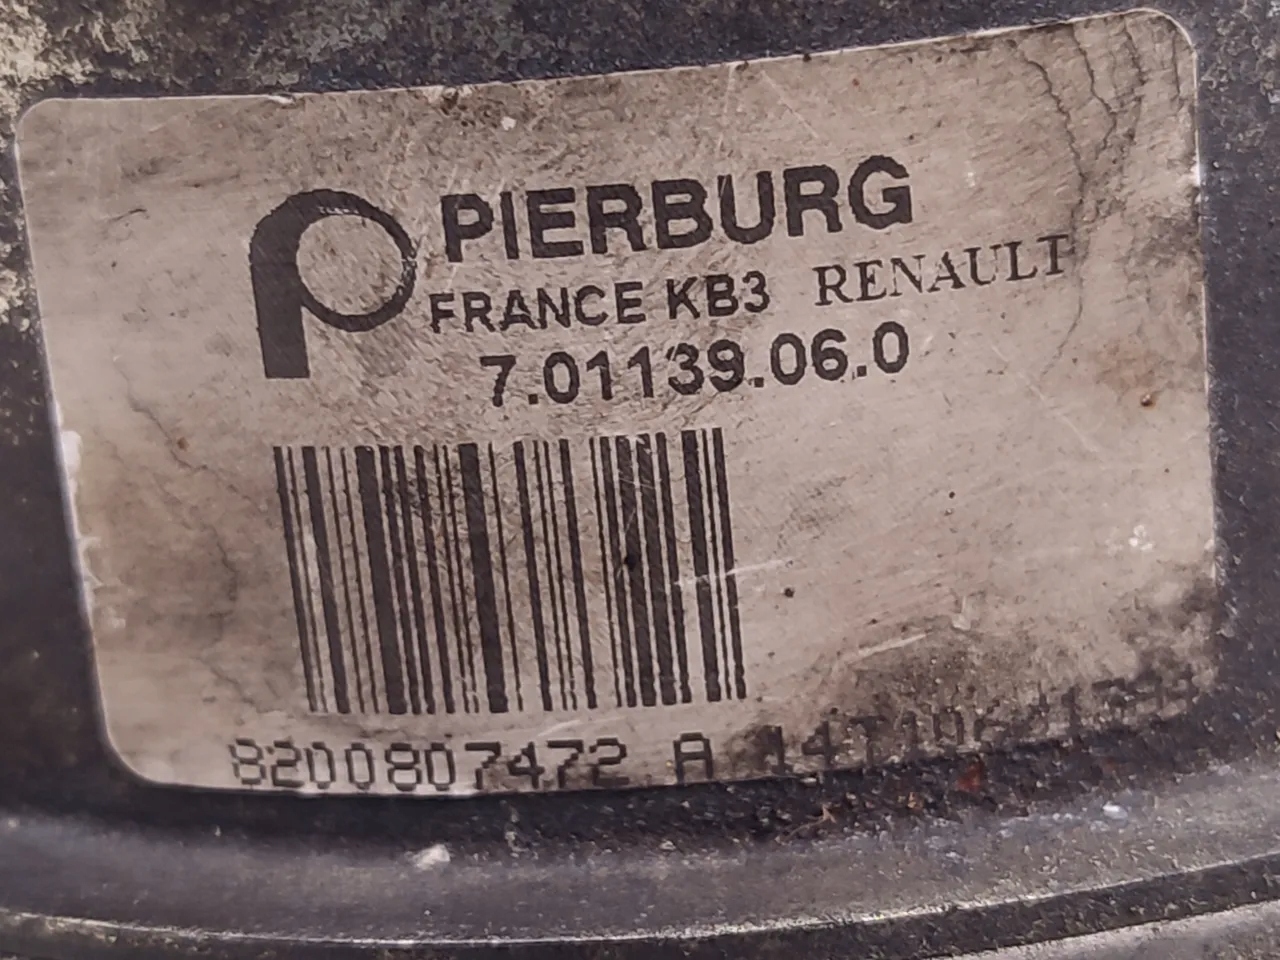 PIERBURG
FRANCE KB3 RENAULT
7.01139.06.0
8200807472 A